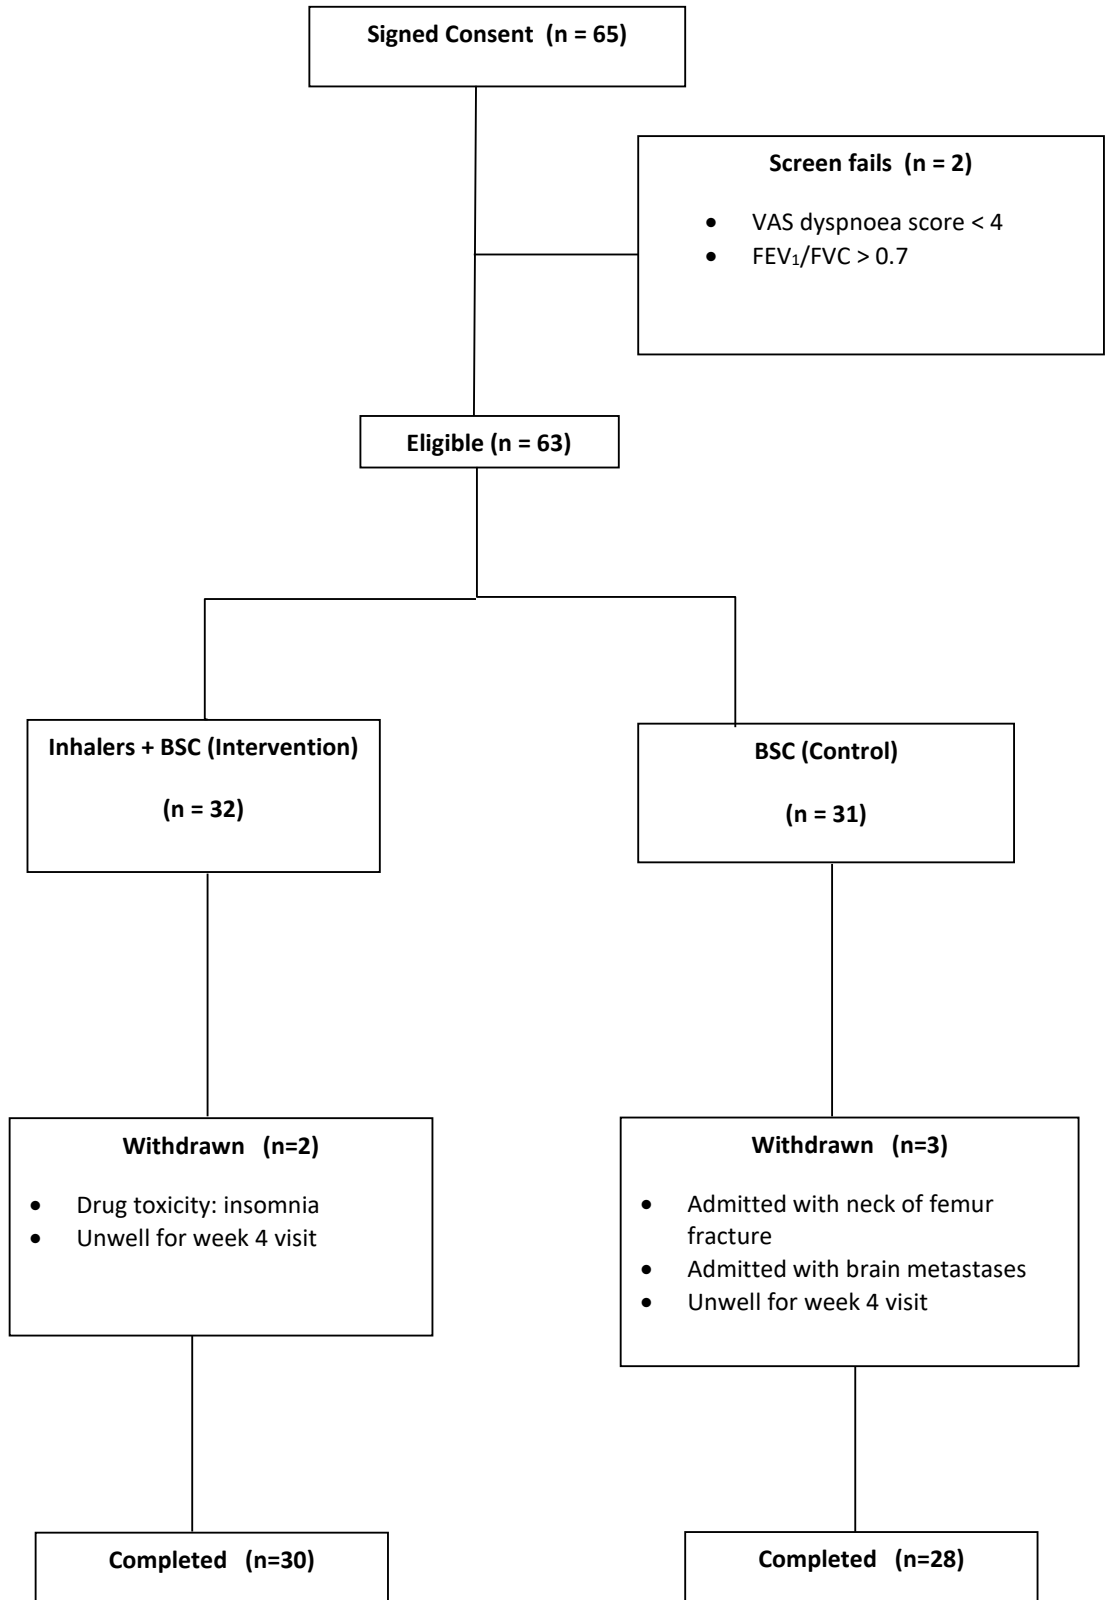 Signed Consent (n = 65)
Screen fails (n = 2)
• VAS dyspnoea score < 4
• FEV₁/FVC > 0.7
Eligible (n = 63)
Inhalers + BSC (Intervention)
(n = 32)
BSC (Control)
(n = 31)
Withdrawn (n=2)
• Drug toxicity: insomnia
• Unwell for week 4 visit
Withdrawn (n=3)
• Admitted with neck of femur
fracture
• Admitted with brain metastases
• Unwell for week 4 visit
Completed (n=30)
Completed (n=28)